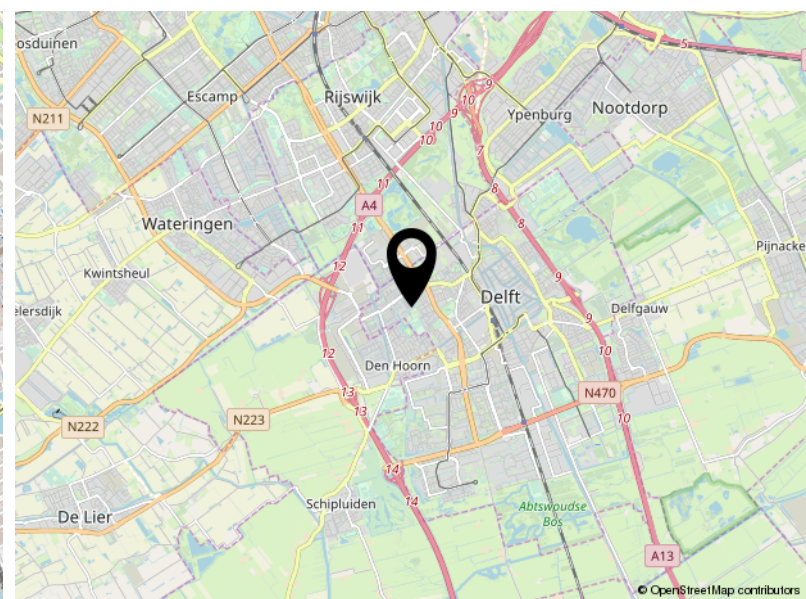 osduinen
5
Escamp
Rijswijk
9
10
9
10
10
Ypenburg
Nootdorp
N211
7
11
8
A4
8
Wateringen
11
Pijnacke
12
Kwintsheul
9
Delft
elersdijk
Delfgauw
9
12
10
Den Hoorn
13
N470
13
N223
10
N222
14
14
Schipluiden
Abtswoudse
Bos
De Lier
A13
© OpenStreetMap contributors